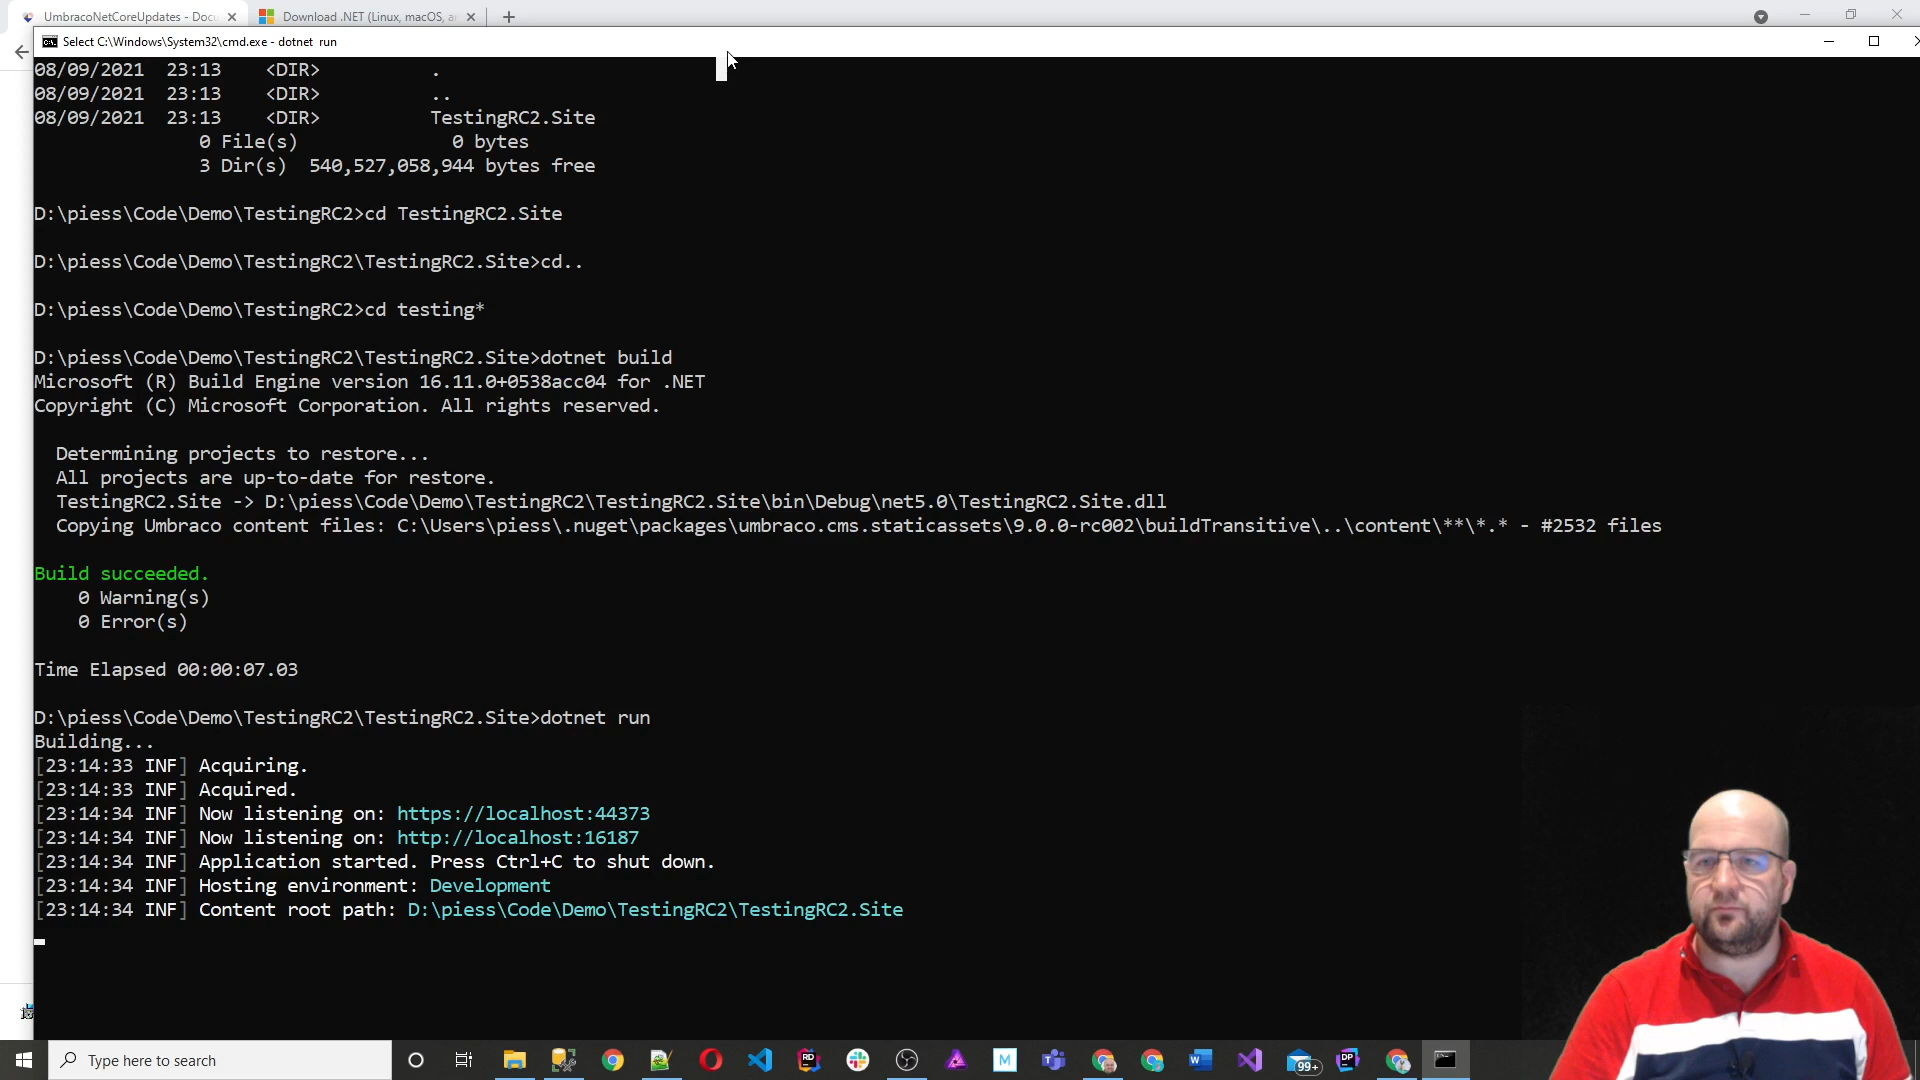 UmbracoNetCoreUpdates - Docu
Download .NET (Linux, macOS, a
Select C:\Windows\System32\cmd.exe - dotnet  run
08/09/2021  23:13    <DIR>          .
08/09/2021  23:13    <DIR>          ..
08/09/2021  23:13    <DIR>          TestingRC2.Site
0 File(s)              0 bytes
3 Dir(s)  540,527,058,944 bytes free
D:\piess\Code\Demo\TestingRC2>cd TestingRC2.Site
D:\piess\Code\Demo\TestingRC2\TestingRC2.Site>cd..
D:\piess\Code\Demo\TestingRC2>cd testing*
D:\piess\Code\Demo\TestingRC2\TestingRC2.Site>dotnet build
Microsoft (R) Build Engine version 16.11.0+0538acc04 for .NET
Copyright (C) Microsoft Corporation. All rights reserved.
Determining projects to restore...
All projects are up-to-date for restore.
TestingRC2.Site -> D:\piess\Code\Demo\TestingRC2\TestingRC2.Site\bin\Debug\net5.0\TestingRC2.Site.dll
Copying Umbraco content files: C:\Users\piess\.nuget\packages\umbraco.cms.staticassets\9.0.0-rc002\buildTransitive\..\content\**\*.* - #2532 files
Build succeeded.
0 Warning(s)
0 Error(s)
Time Elapsed 00:00:07.03
D:\piess\Code\Demo\TestingRC2\TestingRC2.Site>dotnet run
Building...
[23:14:33 INF] Acquiring.
[23:14:33 INF] Acquired.
[23:14:34 INF] Now listening on: https://localhost:44373
[23:14:34 INF] Now listening on: http://localhost:16187
[23:14:34 INF] Application started. Press Ctrl+C to shut down.
[23:14:34 INF] Hosting environment: Development
[23:14:34 INF] Content root path: D:\piess\Code\Demo\TestingRC2\TestingRC2.Site
Type here to search
RD
M
99+
DP